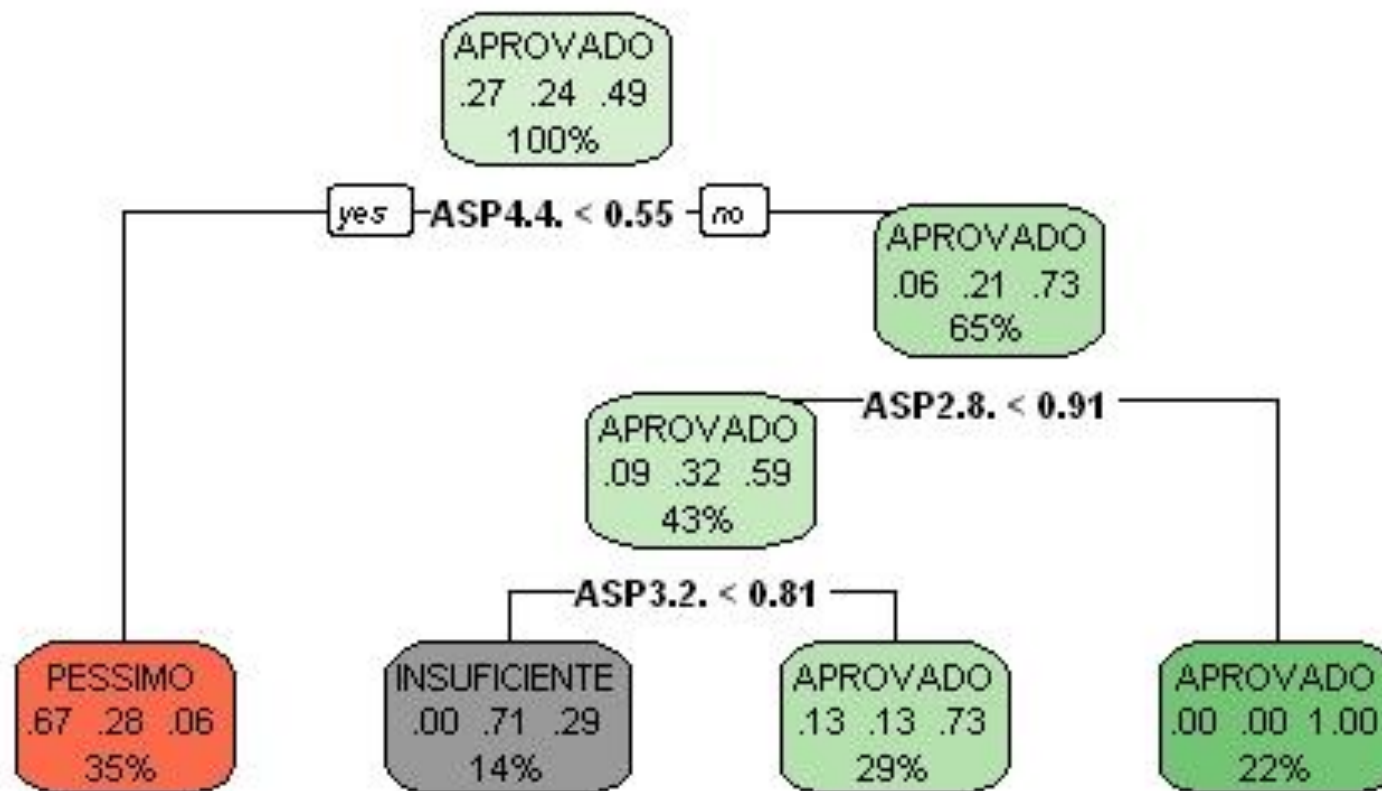 APROVADO
.27 .24 .49
100%
yes ASP4.4. < 0.55 no
APROVADO
.06 .21 .73
65%
ASP2.8. < 0.91
APROVADO
.09 .32 .59
43%
ASP3.2. < 0.81
PESSIMO
.67 .28 .06
35%
INSUFICIENTE
.00 .71 .29
14%
APROVADO
.13 .13 .73
29%
APROVADO
.00 .00 1.00
22%